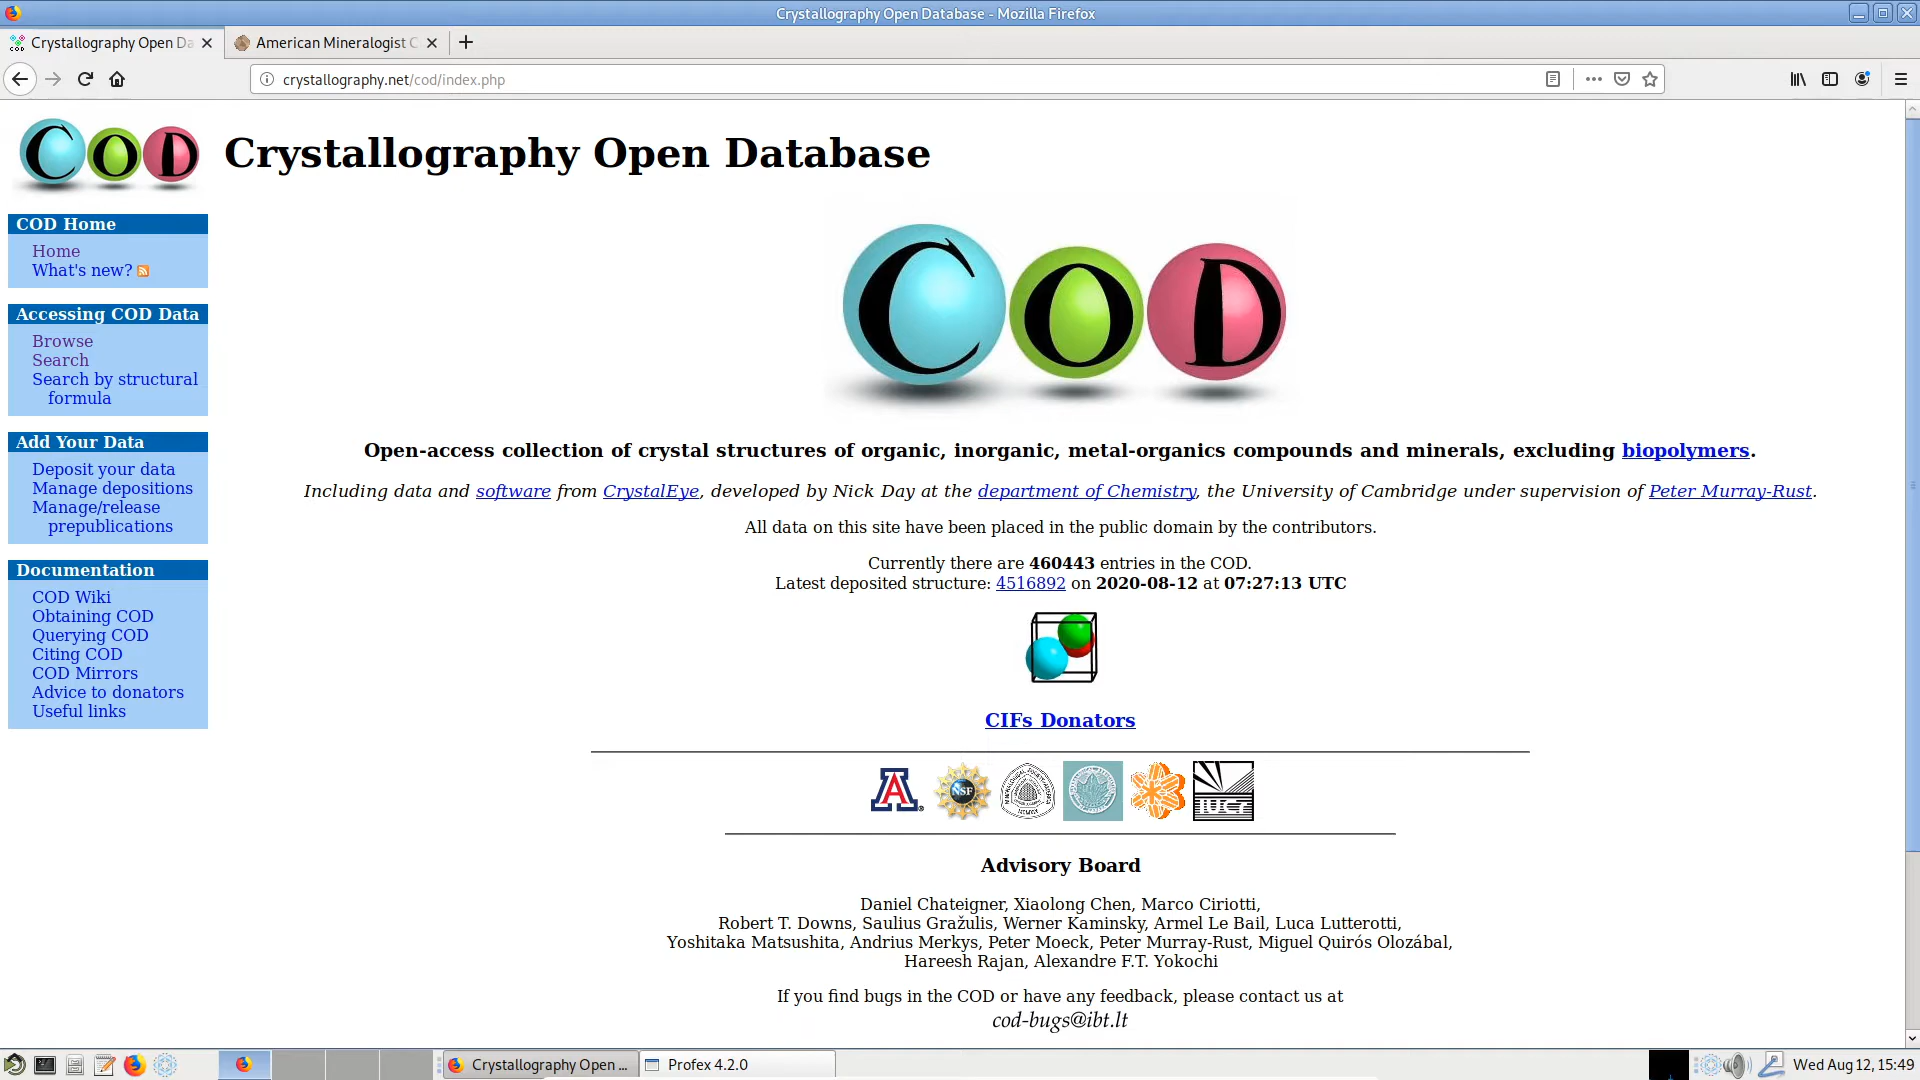 Crystallography Open Database - Mozilla Firefox
Crystallography Open Da
American Mineralogist C
crystallography.net/cod/index.php
COD
Crystallography Open Database
COD Home
Home
What's new?
Accessing COD Data
Browse
Search
Search by structural
formula
Add Your Data
Deposit your data
Manage depositions
Manage/release
prepublications
Documentation
COD Wiki
Obtaining COD
Querying COD
Citing COD
COD Mirrors
Advice to donators
Useful links
COD
Open-access collection of crystal structures of organic, inorganic, metal-organics compounds and minerals, excluding biopolymers.
Including data and software from CrystalEye, developed by Nick Day at the department of Chemistry, the University of Cambridge under supervision of Peter Murray-Rust.
All data on this site have been placed in the public domain by the contributors.
Currently there are 460443 entries in the COD.
Latest deposited structure: 4516892 on 2020-08-12 at 07:27:13 UTC
CIFs Donators
A
NSF
IUCr
Advisory Board
Daniel Chateigner, Xiaolong Chen, Marco Ciriotti,
Robert T. Downs, Saulius Gražulis, Werner Kaminsky, Armel Le Bail, Luca Lutterotti,
Yoshitaka Matsushita, Andrius Merkys, Peter Moeck, Peter Murray-Rust, Miguel Quirós Olozábal,
Hareesh Rajan, Alexandre F.T. Yokochi
If you find bugs in the COD or have any feedback, please contact us at
cod-bugs@ibt.lt
Crystallography Open ...
Profex 4.2.0
Wed Aug 12, 15:49